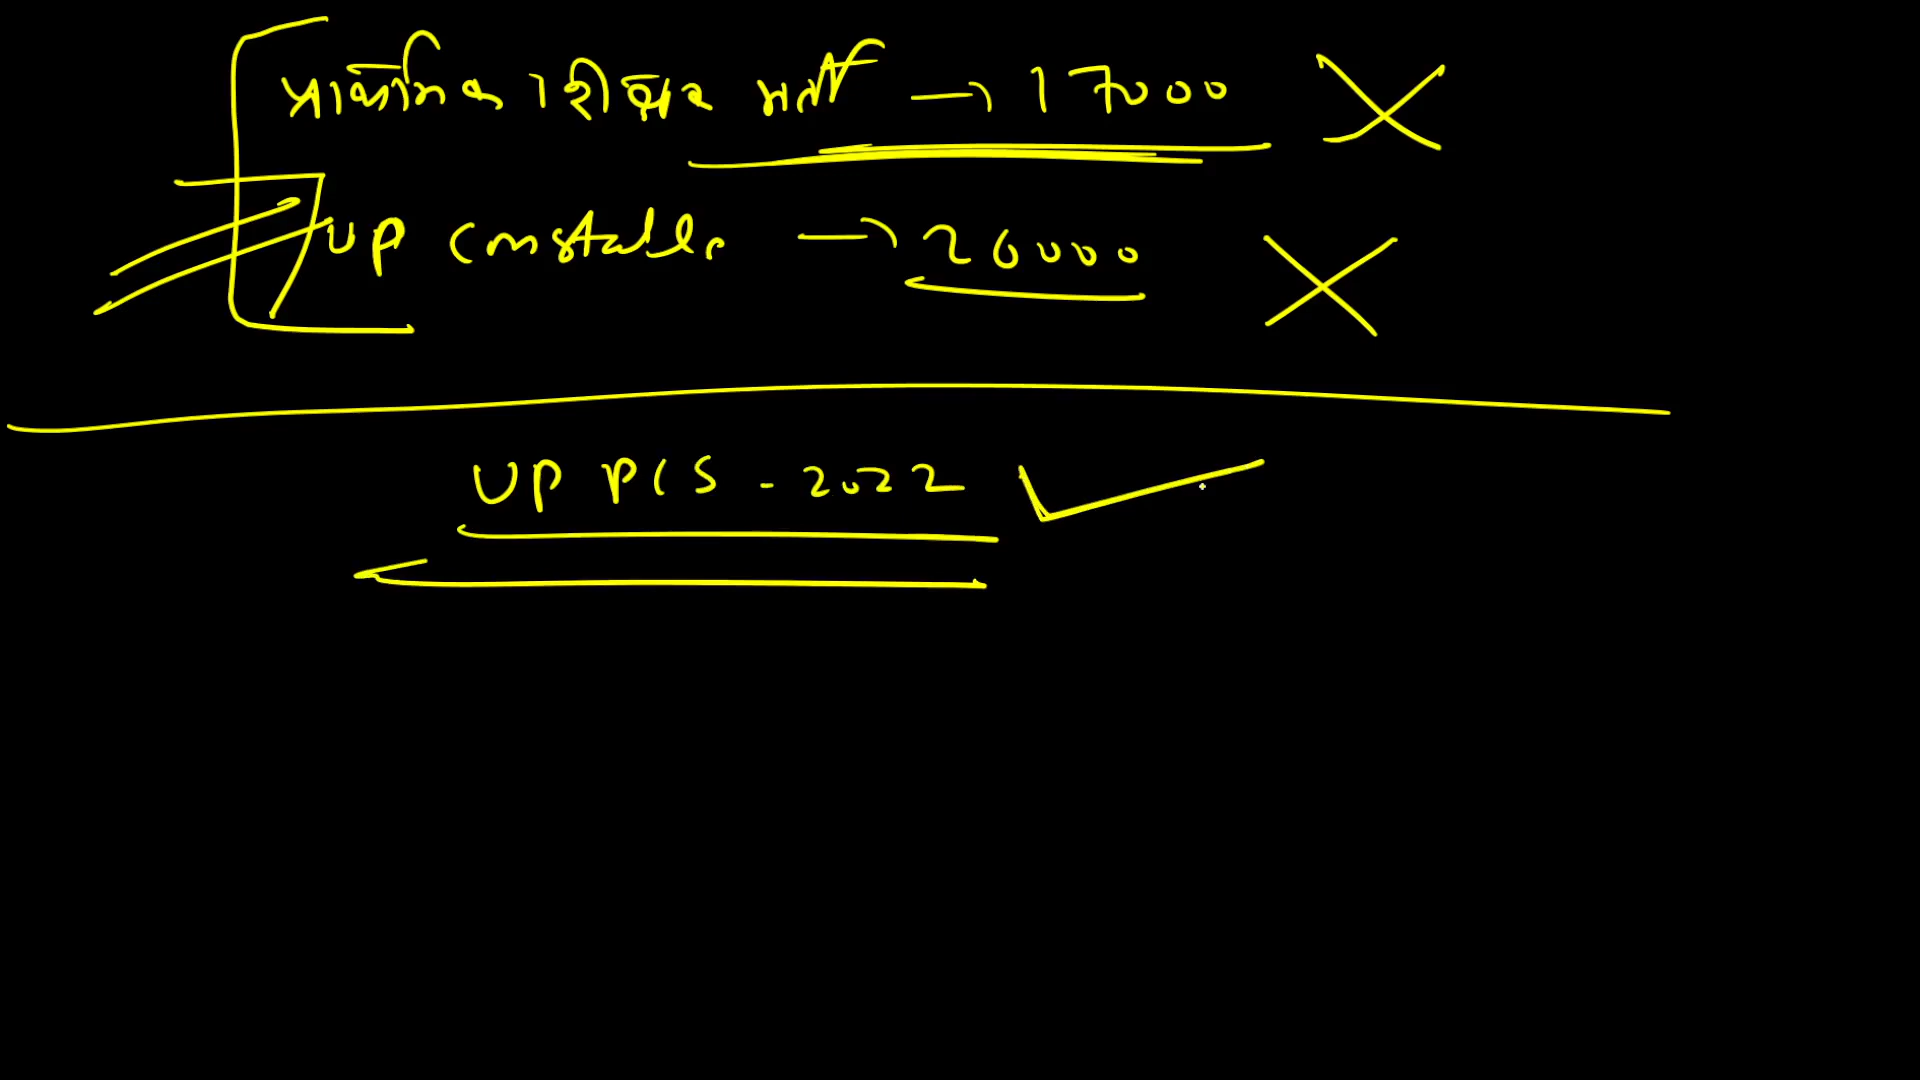 प्राथमिक शिक्षक भर्ती → 17000
UP Constable → 26000
UP PCS - 2022